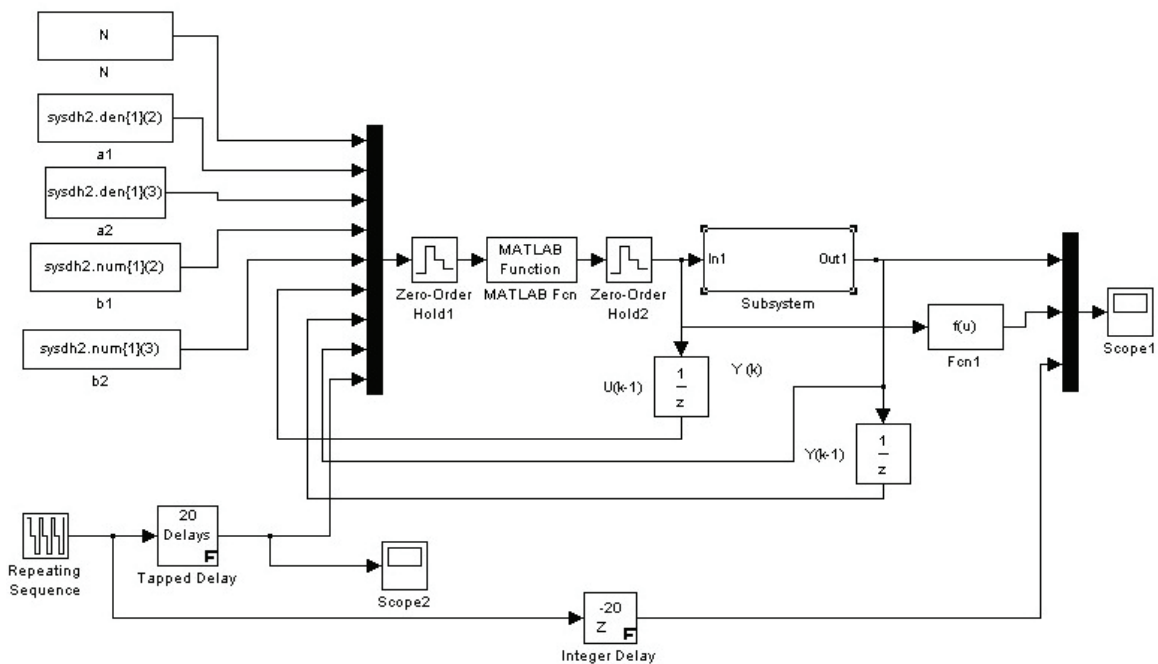 N
N
sysdh2.den{1}(2)
a1
sysdh2.den{1}(3)
a2
sysdh2.num{1}(2)
b1
sysdh2.num{1}(3)
b2
Zero-Order
Hold1
MATLAB
Function
MATLAB Fcn
Zero-Order
Hold2
In1
Out1
Subsystem
f(u)
Fcn1
Scope1
U(k-1)
1
z
Y (k)
Y(k-1)
1
z
Repeating
Sequence
20
Delays
F
Tapped Delay
Scope2
-20
Z
F
Integer Delay